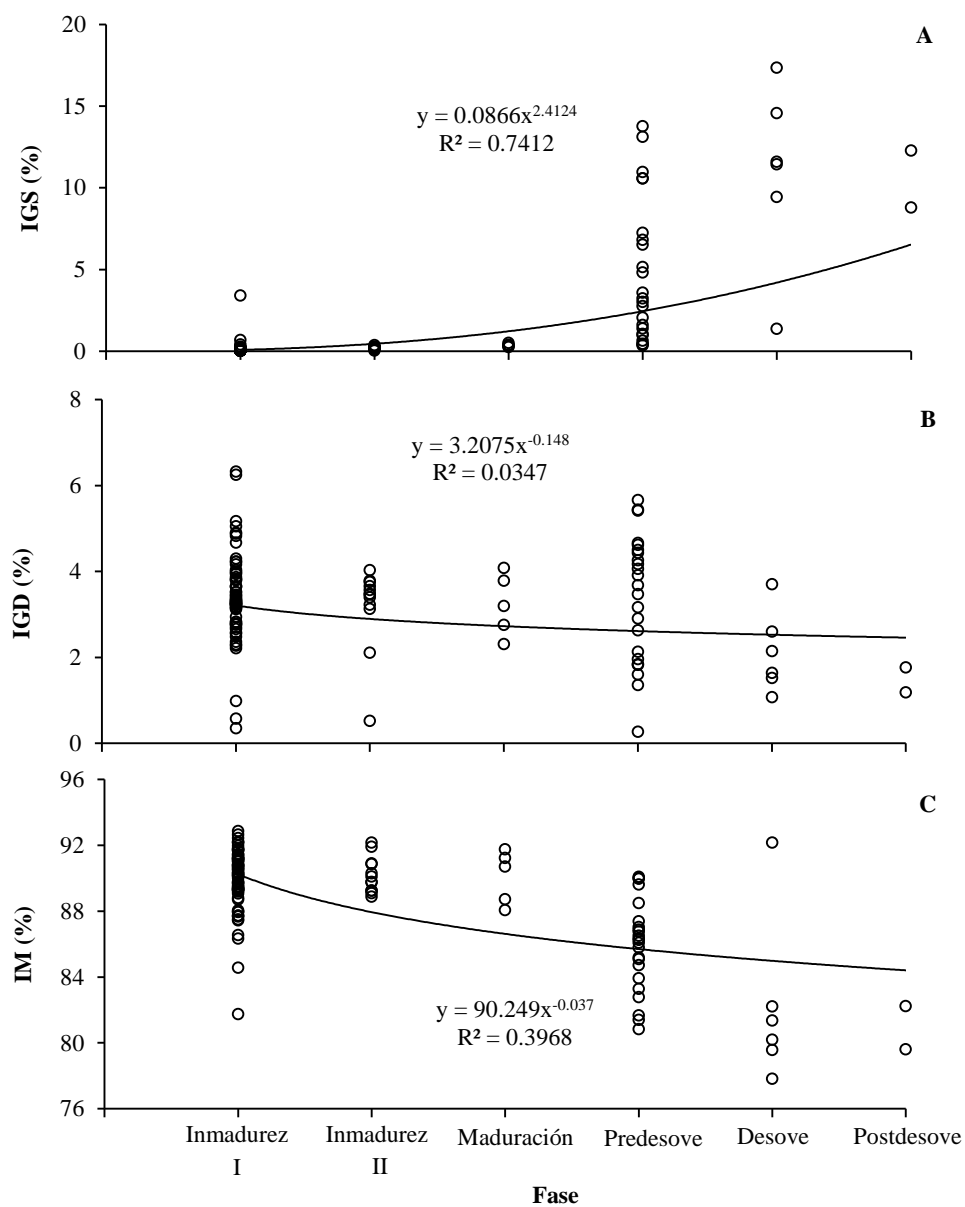 A
20
15
10
5
0
IGS (%)
y = 0.0866x^2.4124
R² = 0.7412
B
8
6
4
2
0
IGD (%)
y = 3.2075x^-0.148
R² = 0.0347
C
96
92
88
84
80
76
IM (%)
y = 90.249x^-0.037
R² = 0.3968
Inmadurez Inmadurez Maduración Predesove Desove Postdesove
I II
Fase